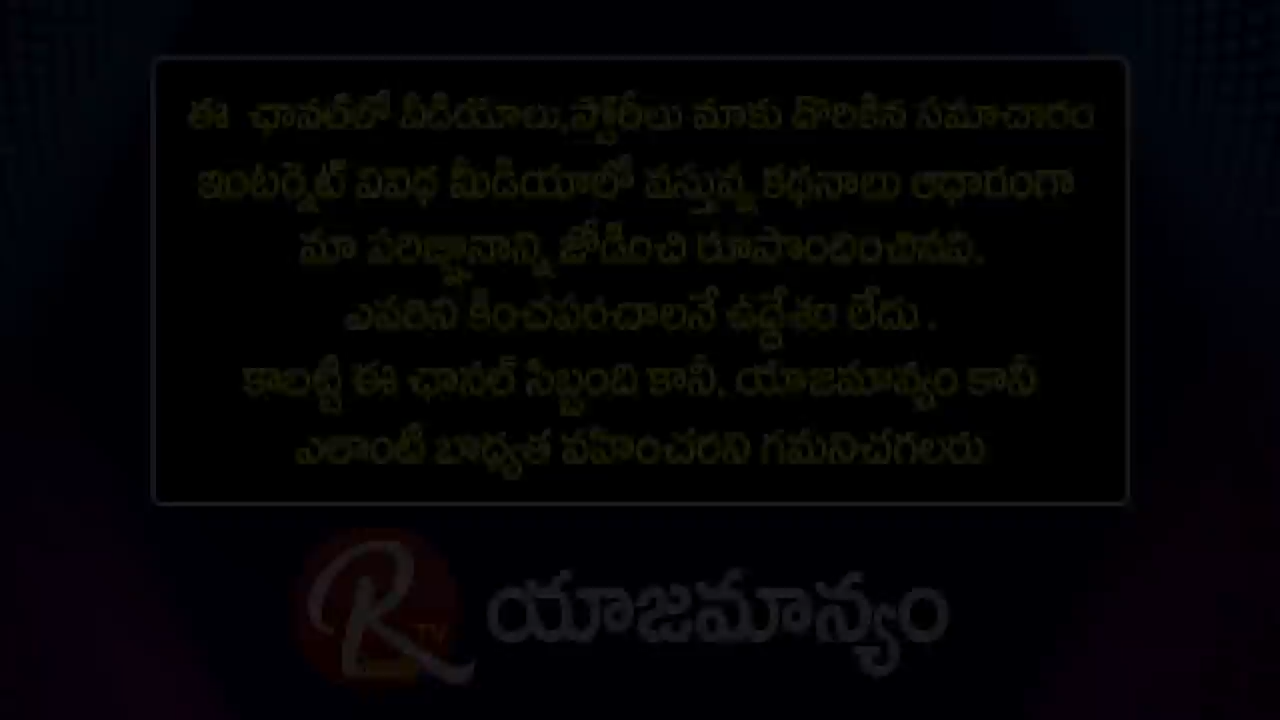 ఈ ఛానల్‌లో వీడియోలు,స్టోరీలు మాకు దొరికిన సమాచారం
ఇంటర్నెట్ వివిధ మీడియాలో వస్తున్న కథనాలు ఆధారంగా
మా పరిజ్ఞానాన్ని జోడించి రూపొందించినవి.
ఎవరిని కించపరచాలనే ఉద్దేశం లేదు .
కాబట్టి ఈ ఛానల్ సిబ్బంది కానీ, యాజమాన్యం కానీ
ఎలాంటి బాధ్యత వహించరని గమనిచగలరు
R TV యాజమాన్యం